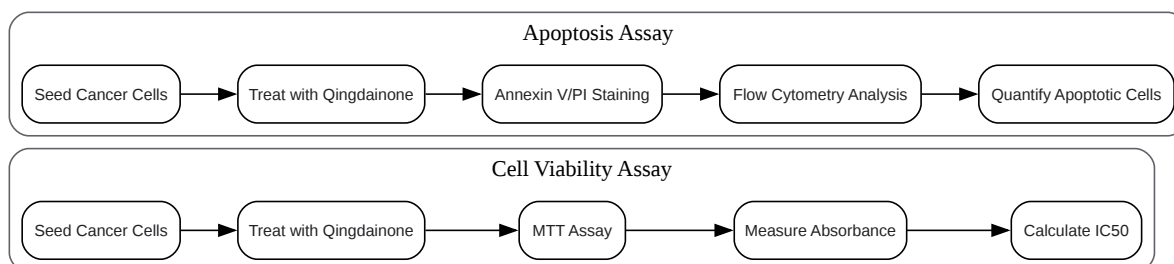 Apoptosis Assay
Seed Cancer Cells
Treat with Qingdainone
Annexin V/PI Staining
Flow Cytometry Analysis
Quantify Apoptotic Cells
Cell Viability Assay
Seed Cancer Cells
Treat with Qingdainone
MTT Assay
Measure Absorbance
Calculate IC50